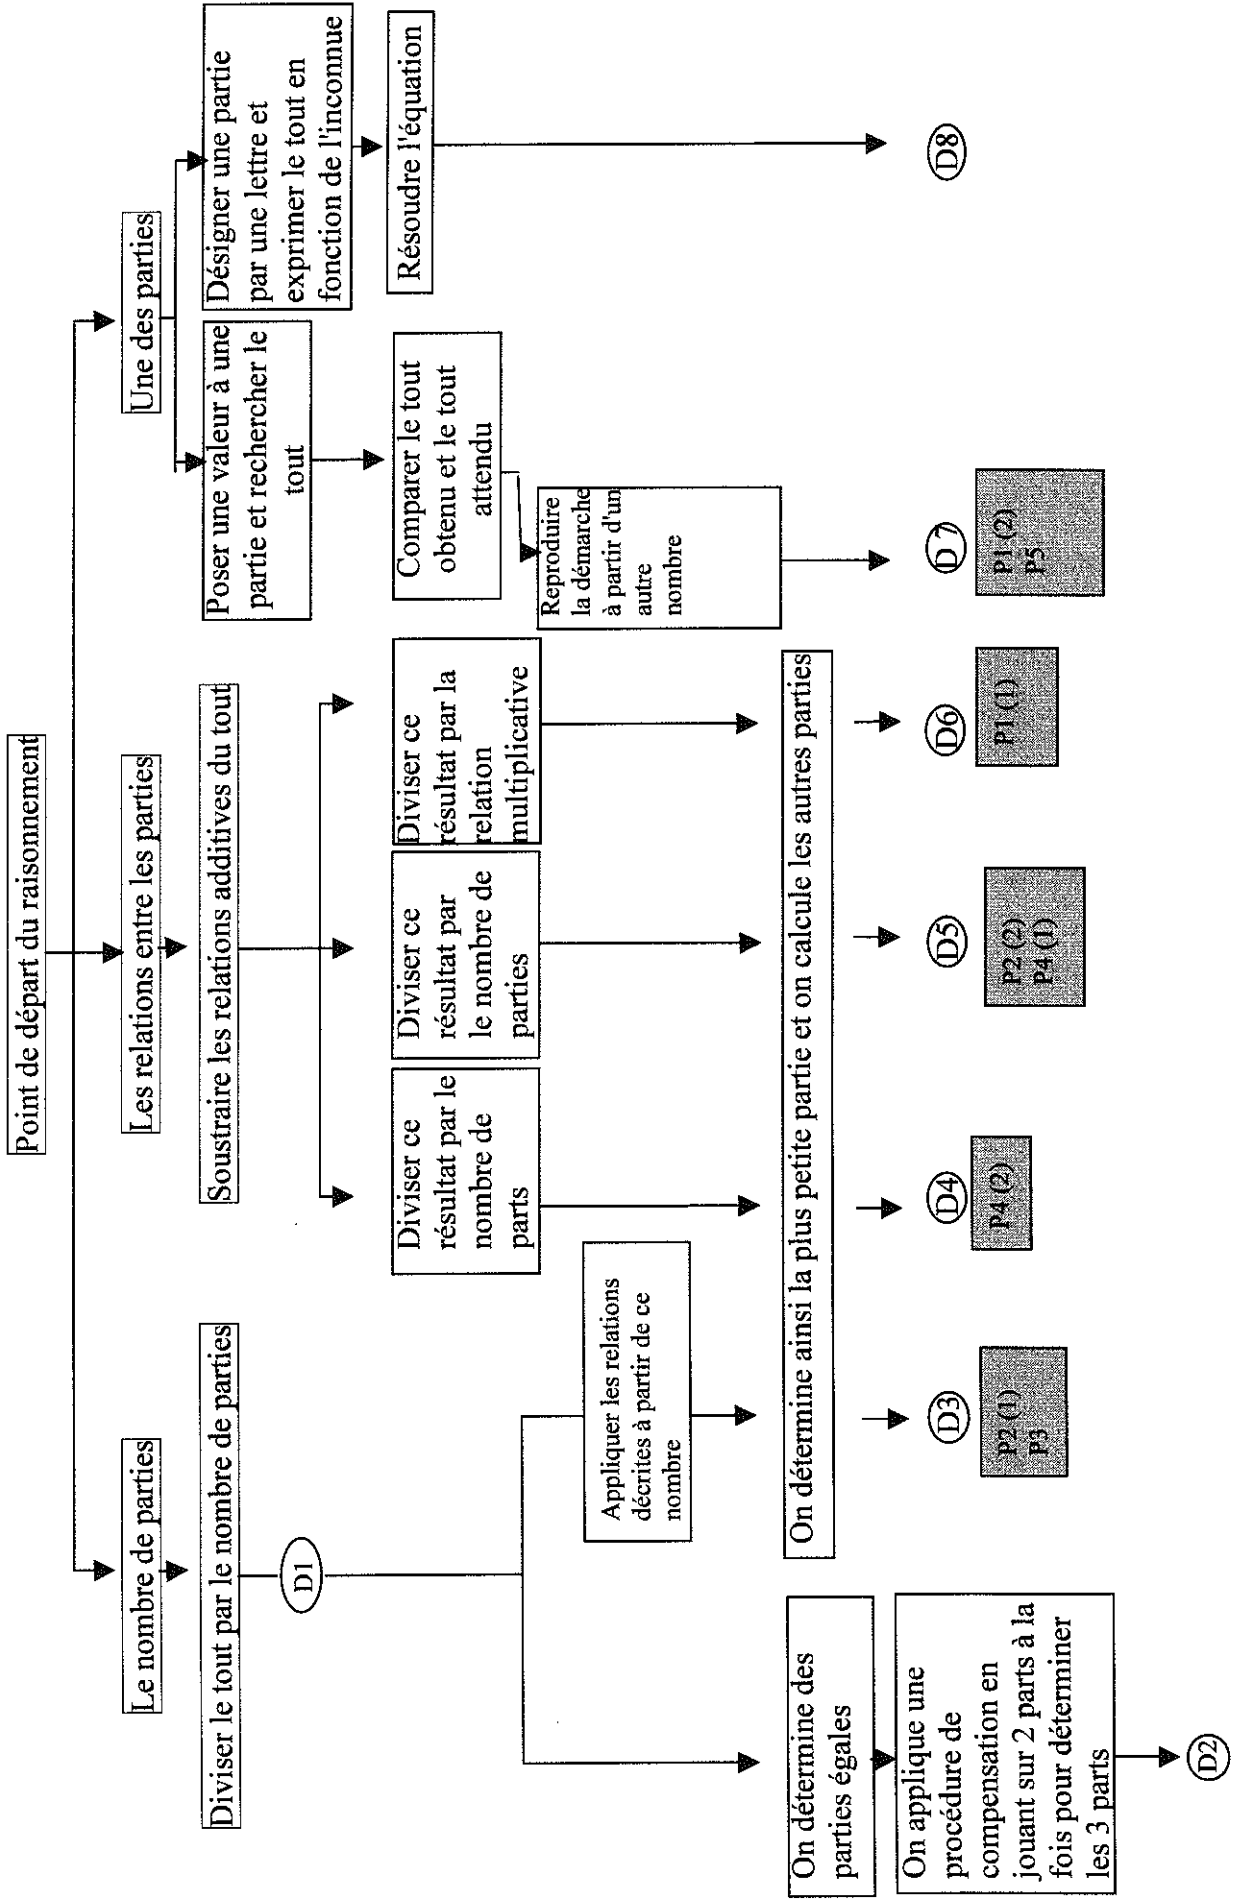 Point de départ du raisonnement
Le nombre de parties
Les relations entre les parties
Une des parties
Diviser le tout par le nombre de parties
Soustraire les relations additives du tout
Poser une valeur à une
partie et rechercher le
tout
Désigner une partie
par une lettre et
exprimer le tout en
fonction de l'inconnue
D1
Diviser ce
résultat par le
nombre de
parts
Diviser ce
résultat par
le nombre de
parties
Diviser ce
résultat par la
relation
multiplicative
Comparer le tout
obtenu et le tout
attendu
Résoudre l'équation
Appliquer les relations
décrites à partir de ce
nombre
Reproduire
la démarche
à partir d'un
autre
nombre
On détermine des
parties égales
On détermine ainsi la plus petite partie et on calcule les autres parties
On applique une
procédure de
compensation en
jouant sur 2 parts à la
fois pour déterminer
les 3 parts
D3
D4
D5
D6
D 7
D8
P2 (1)
P3
P4 (2)
P2 (2)
P4 (1)
P1 (1)
P1 (2)
P5
D2